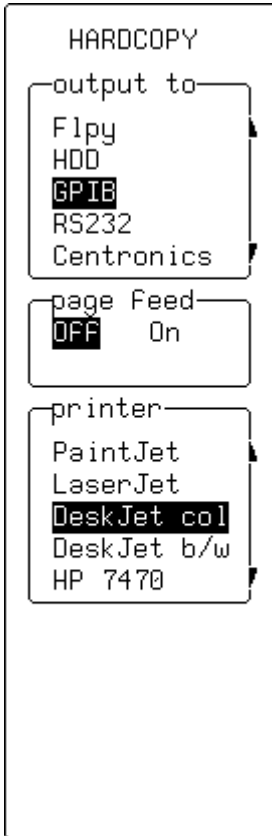 HARDCOPY
output to
Flpy
HDD
GPIB
RS232
Centronics
page Feed
OFF On
printer
PaintJet
LaserJet
DeskJet col
DeskJet b/w
HP 7470